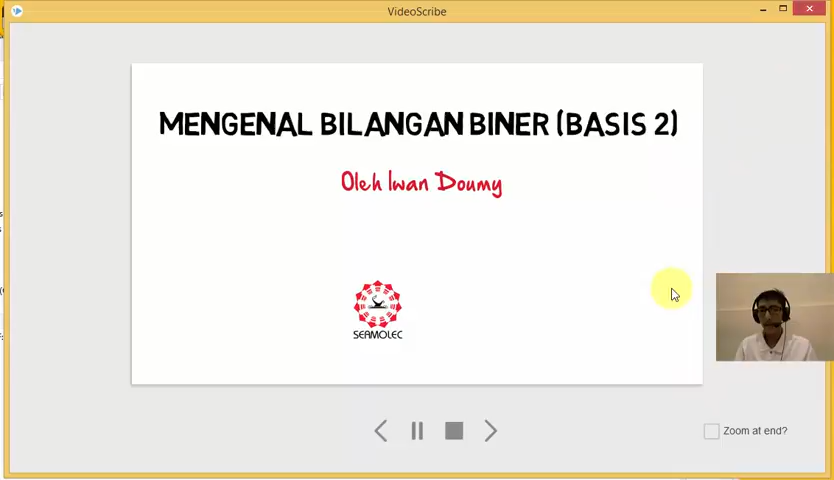 VideoScribe
MENGENAL BILANGAN BINER (BASIS 2)
Oleh Iwan Doumy
SEAMOLEC
Zoom at end?